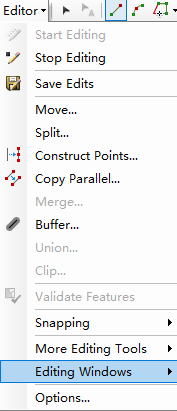 Editor
Start Editing
Stop Editing
Save Edits
Move...
Split...
Construct Points...
Copy Parallel...
Merge...
Buffer...
Union...
Clip...
Validate Features
Snapping
More Editing Tools
Editing Windows
Options...